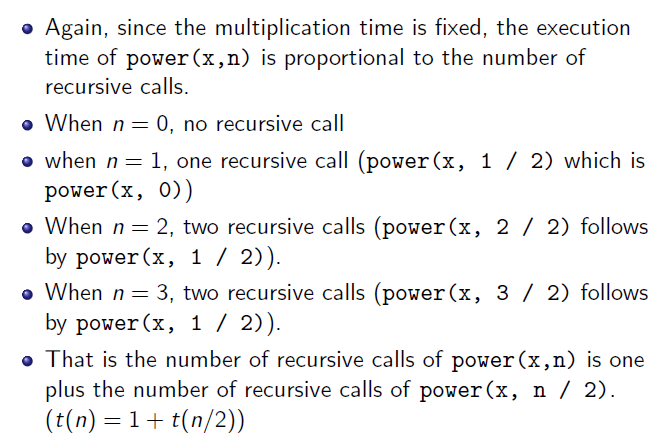 • Again, since the multiplication time is fixed, the execution
time of power(x,n) is proportional to the number of
recursive calls.
• When n = 0, no recursive call
• when n = 1, one recursive call (power(x, 1 / 2) which is
power(x, 0))
• When n = 2, two recursive calls (power(x, 2 / 2) follows
by power(x, 1 / 2)).
• When n = 3, two recursive calls (power(x, 3 / 2) follows
by power(x, 1 / 2)).
• That is the number of recursive calls of power(x,n) is one
plus the number of recursive calls of power(x, n / 2).
(t(n) = 1 + t(n/2))